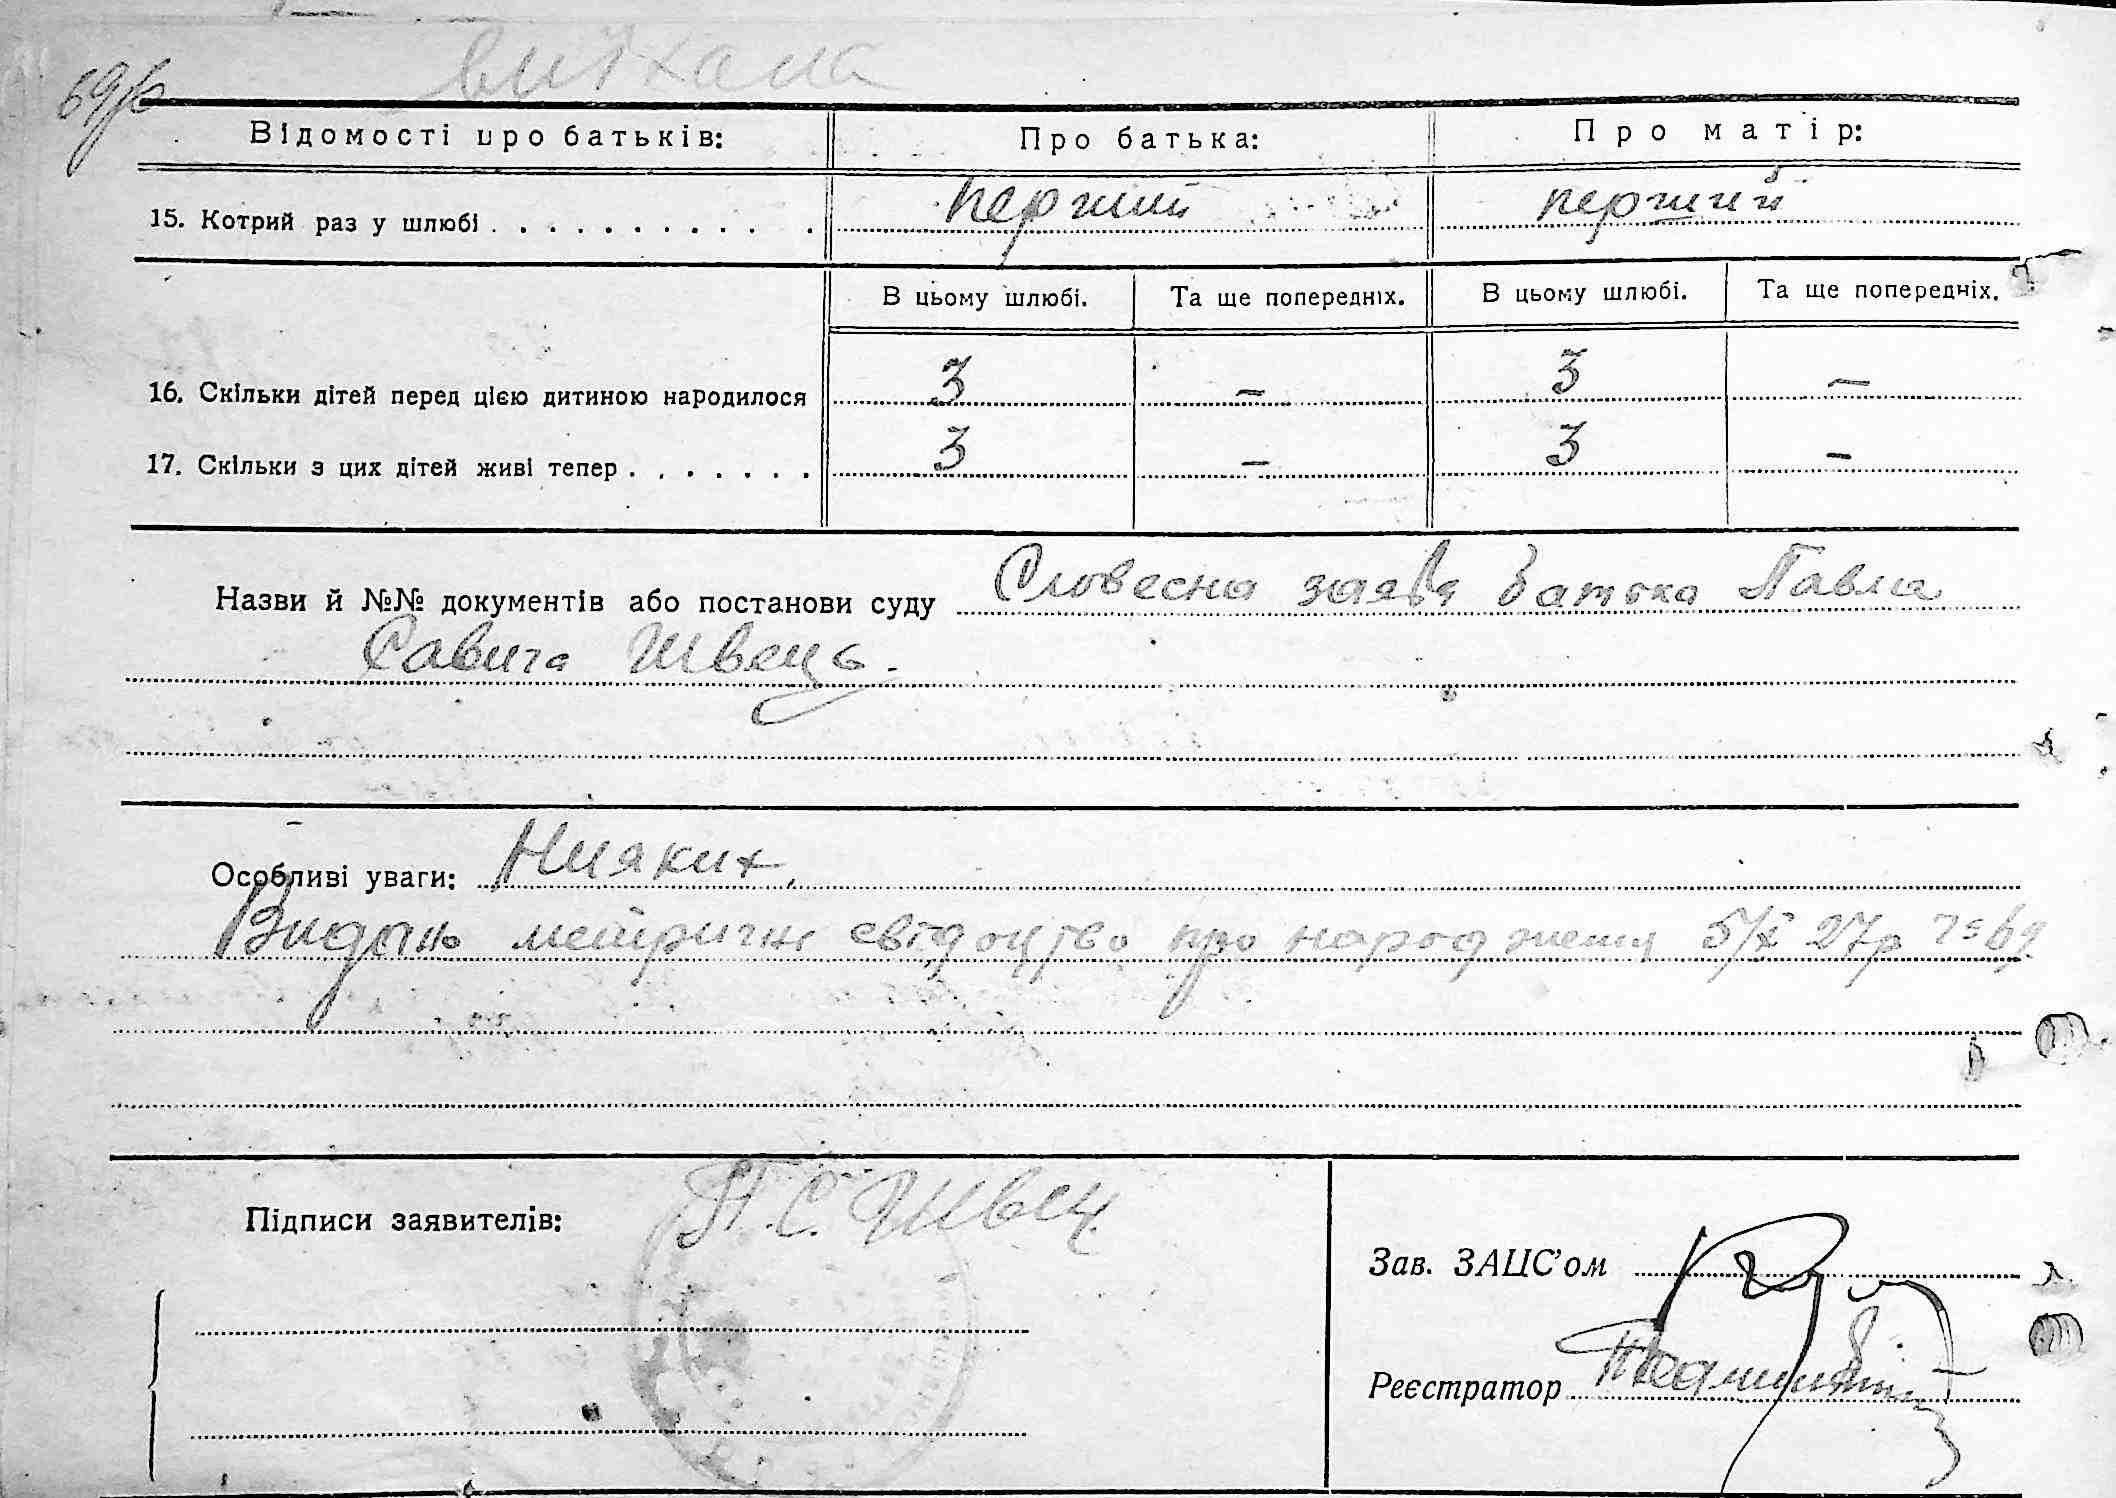 виїхала
Відомості про батьків: Про батька: Про матір:
15. Котрий раз у шлюбі . . . . . . . . . . . перший перший
В цьому шлюбі. Та ще попередніх. В цьому шлюбі. Та ще попередніх.
16. Скільки дітей перед цією дитиною народилося 3 – 3 –
17. Скільки з цих дітей живі тепер . . . . . . . 3 – 3 –
Назви й №№ документів або постанови суду Словесна заява батька Павла
Савича Швець.
Особливі уваги: Нияких.
Видано метричне свідоцтво про народження 5/X 27р
Підписи заявителів: П. С. Швец
Зав. ЗАЦС'ом
Реєстратор